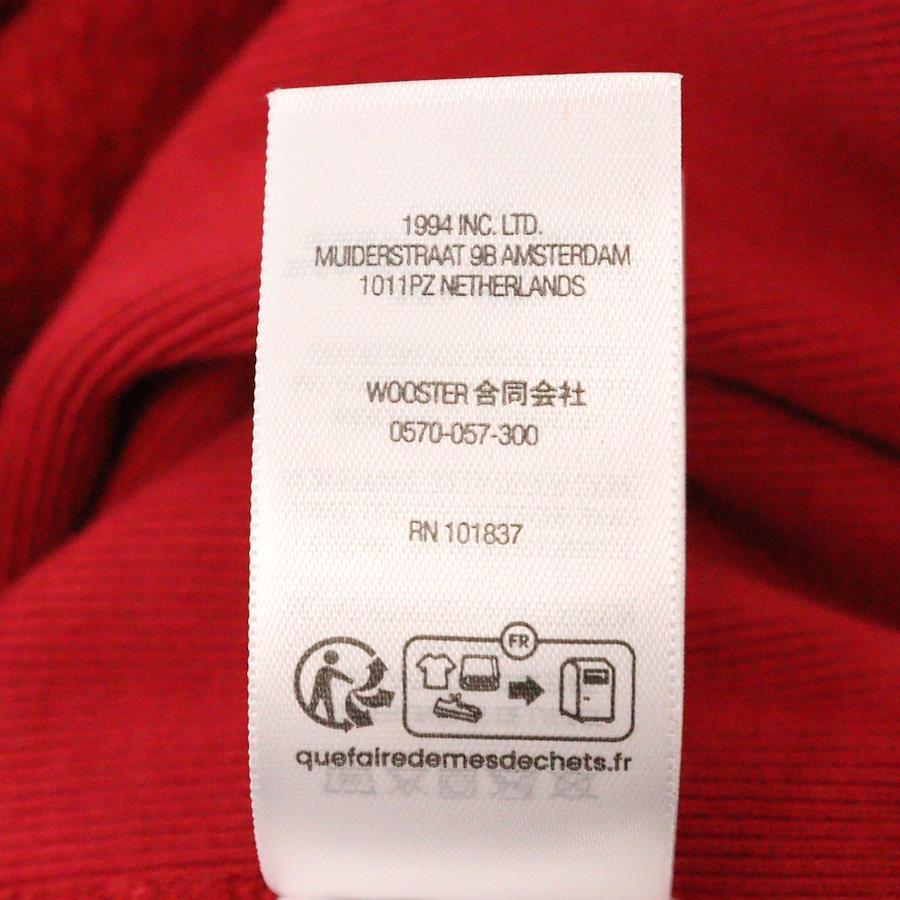 1994 INC. LTD.
MUIDERSTRAAT 9B AMSTERDAM
1011PZ NETHERLANDS
WOOSTER 合同会社
0570-057-300
RN 101837
FR
quefairedemesdechets.fr